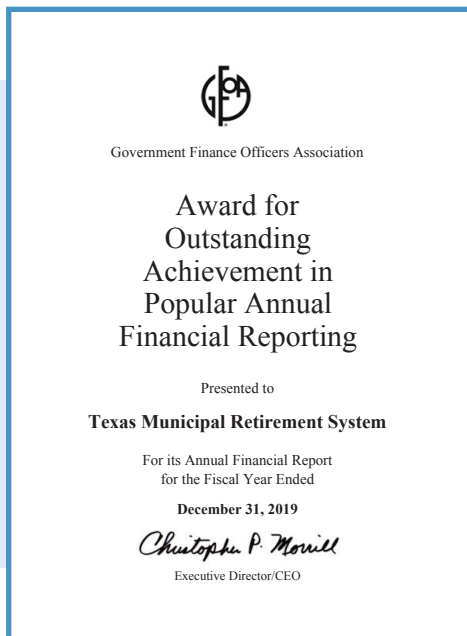 GFOA
Government Finance Officers Association
Award for
Outstanding
Achievement in
Popular Annual
Financial Reporting
Presented to
Texas Municipal Retirement System
For its Annual Financial Report
for the Fiscal Year Ended
December 31, 2019
Christopher P. Morrill
Executive Director/CEO